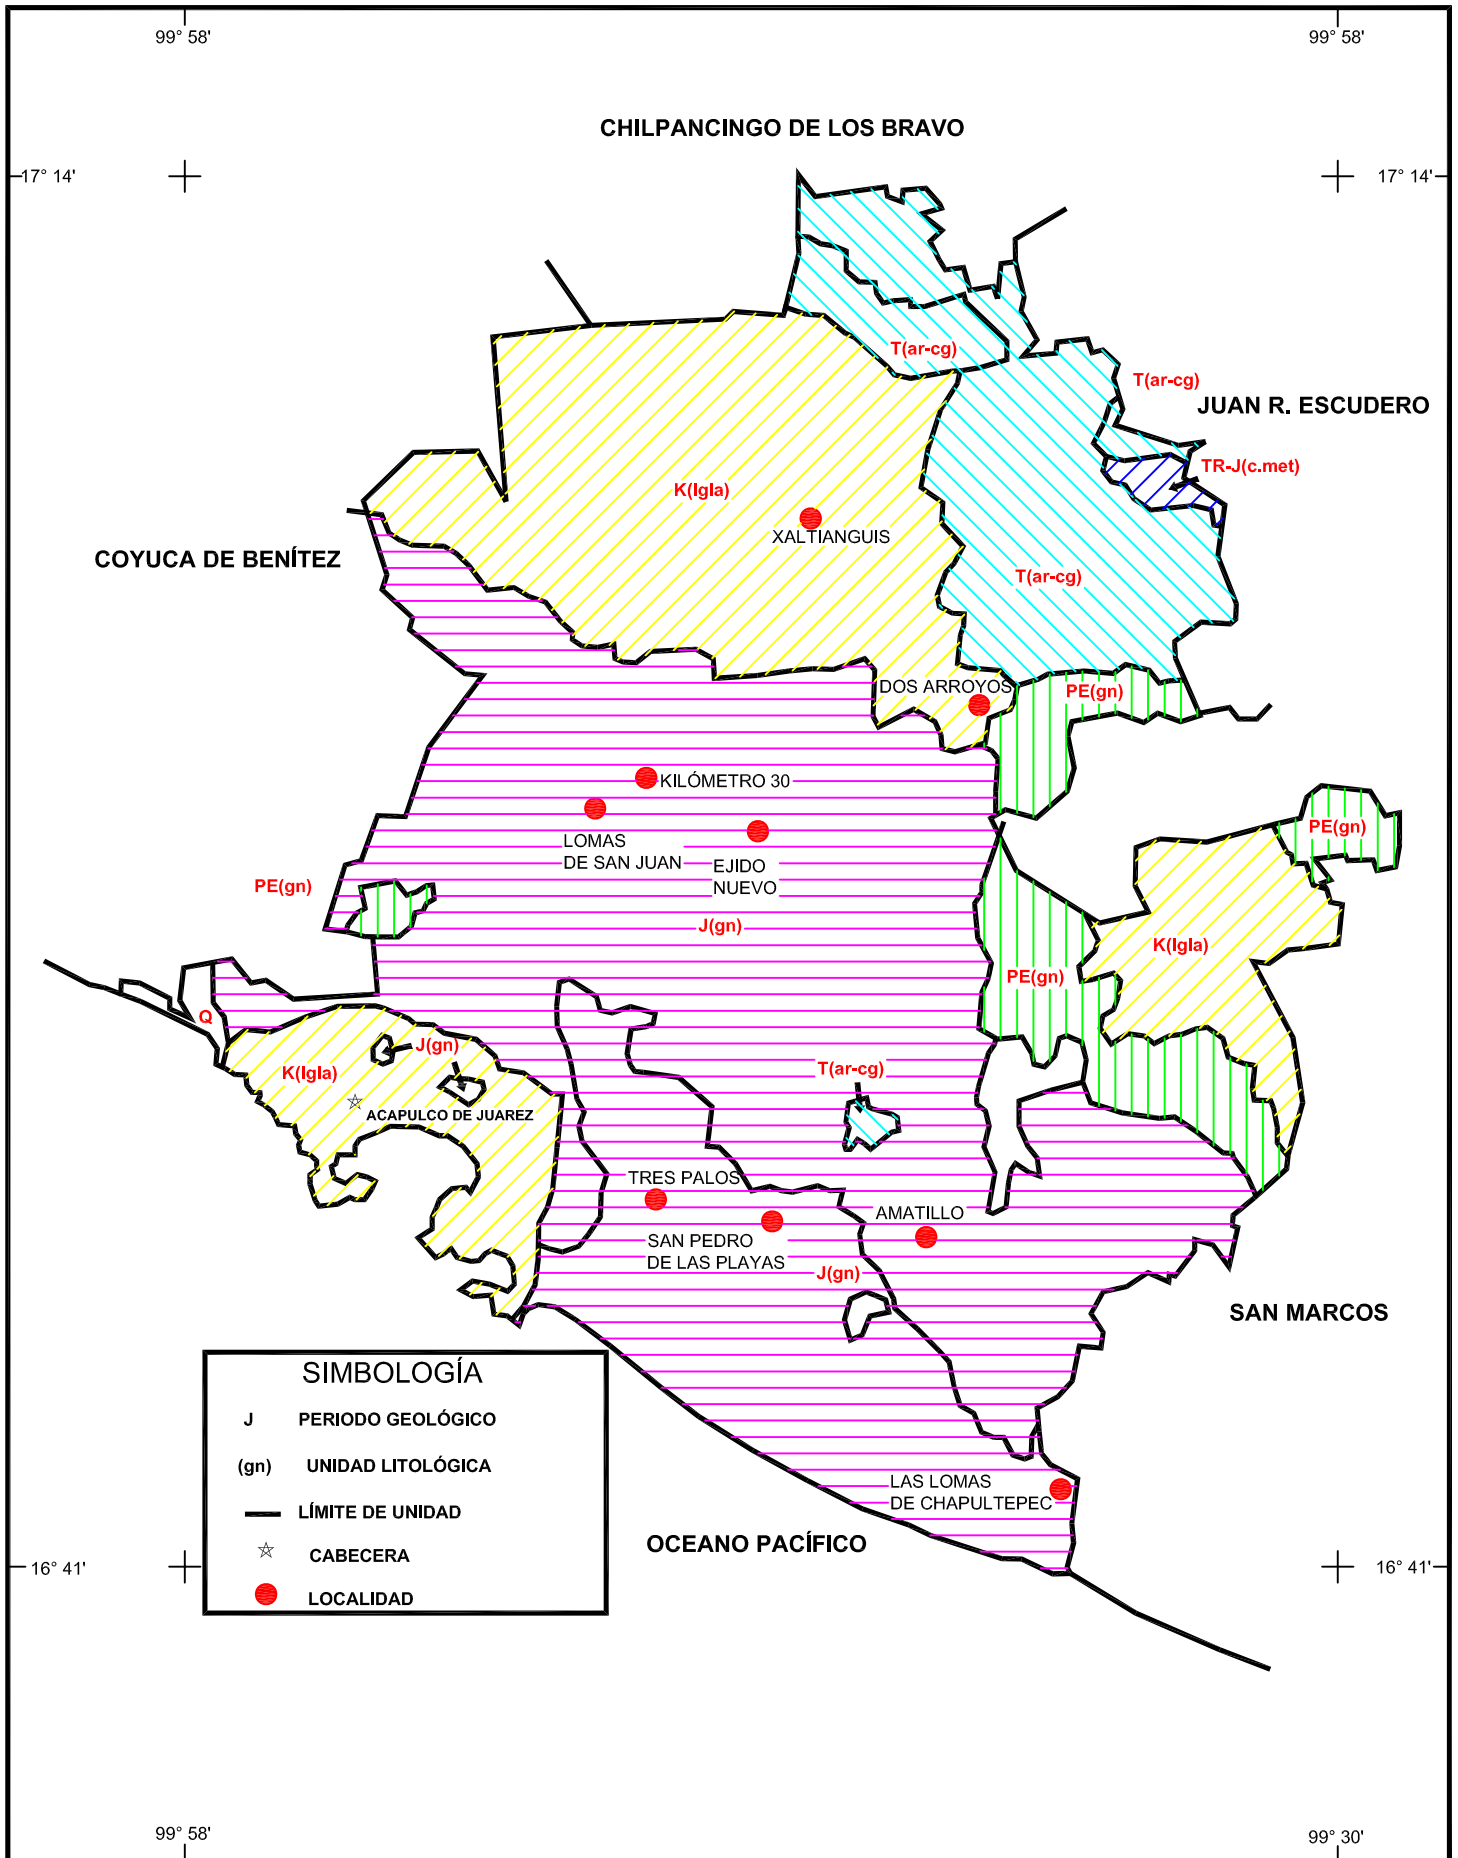 99° 58'
99° 58'
CHILPANCINGO DE LOS BRAVO
17° 14'
17° 14'
T(ar-cg)
T(ar-cg)
JUAN R. ESCUDERO
TR-J(c.met)
K(Igla)
XALTIANGUIS
COYUCA DE BENÍTEZ
T(ar-cg)
DOS ARROYOS
PE(gn)
KILÓMETRO 30
LOMAS
DE SAN JUAN
EJIDO
NUEVO
PE(gn)
PE(gn)
J(gn)
K(Igla)
PE(gn)
Q
J(gn)
K(Igla)
T(ar-cg)
ACAPULCO DE JUAREZ
TRES PALOS
AMATILLO
SAN PEDRO
DE LAS PLAYAS
J(gn)
SAN MARCOS
SIMBOLOGÍA
J PERIODO GEOLÓGICO
(gn) UNIDAD LITOLÓGICA
LÍMITE DE UNIDAD
CABECERA
LOCALIDAD
LAS LOMAS
DE CHAPULTEPEC
OCEANO PACÍFICO
16° 41'
16° 41'
99° 58'
99° 30'